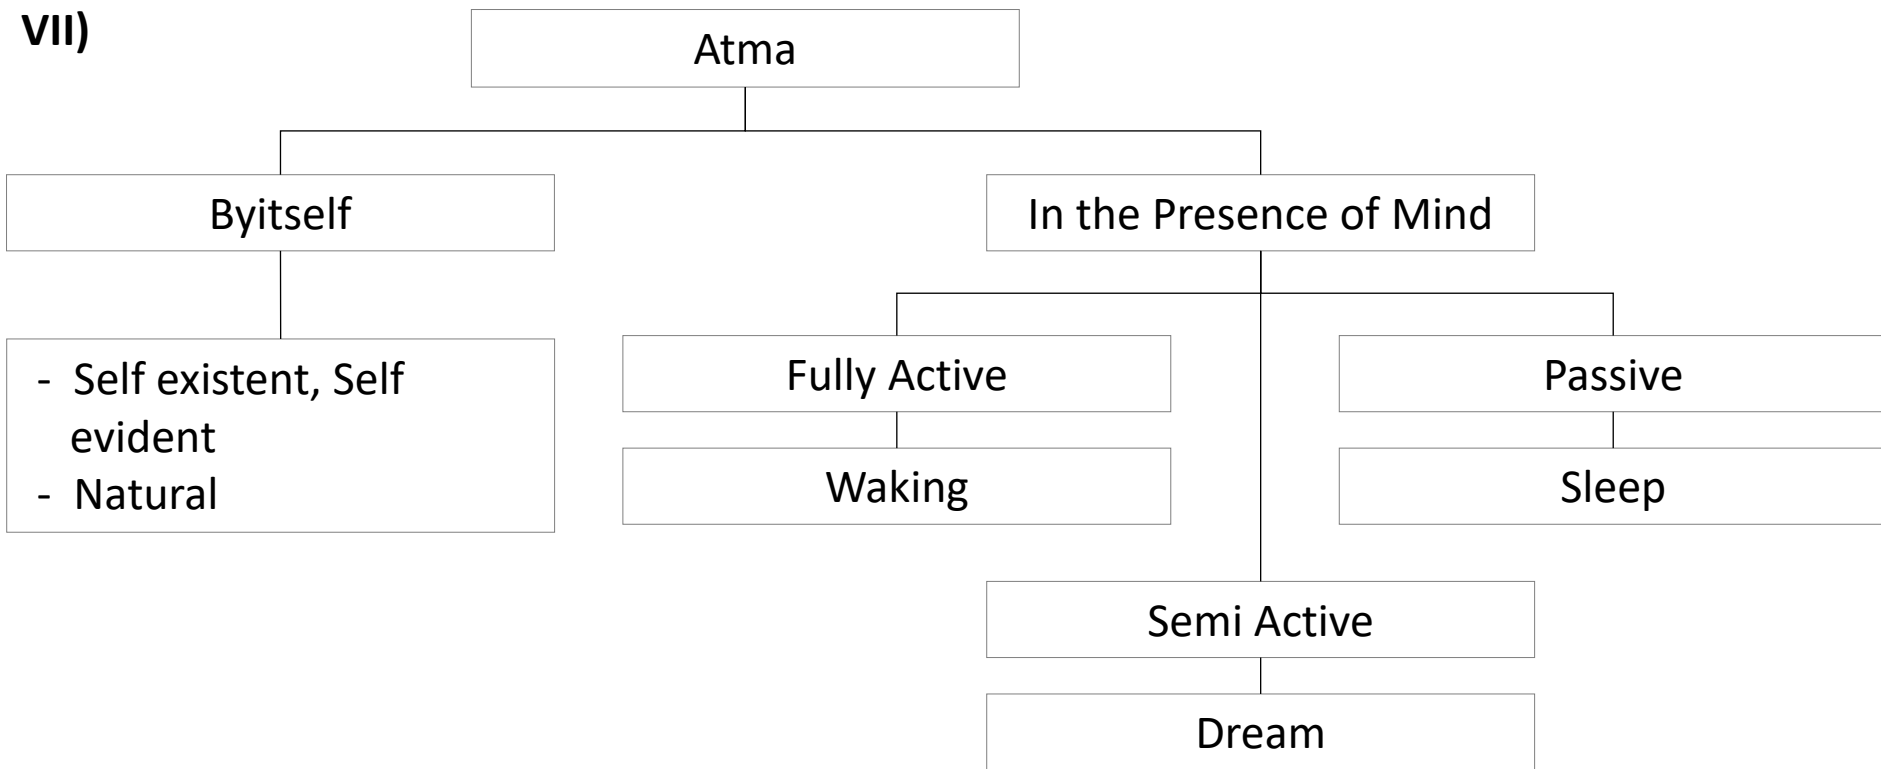 VII)
Atma
Byitself
In the Presence of Mind
- Self existent, Self
evident
- Natural
Fully Active
Passive
Waking
Sleep
Semi Active
Dream